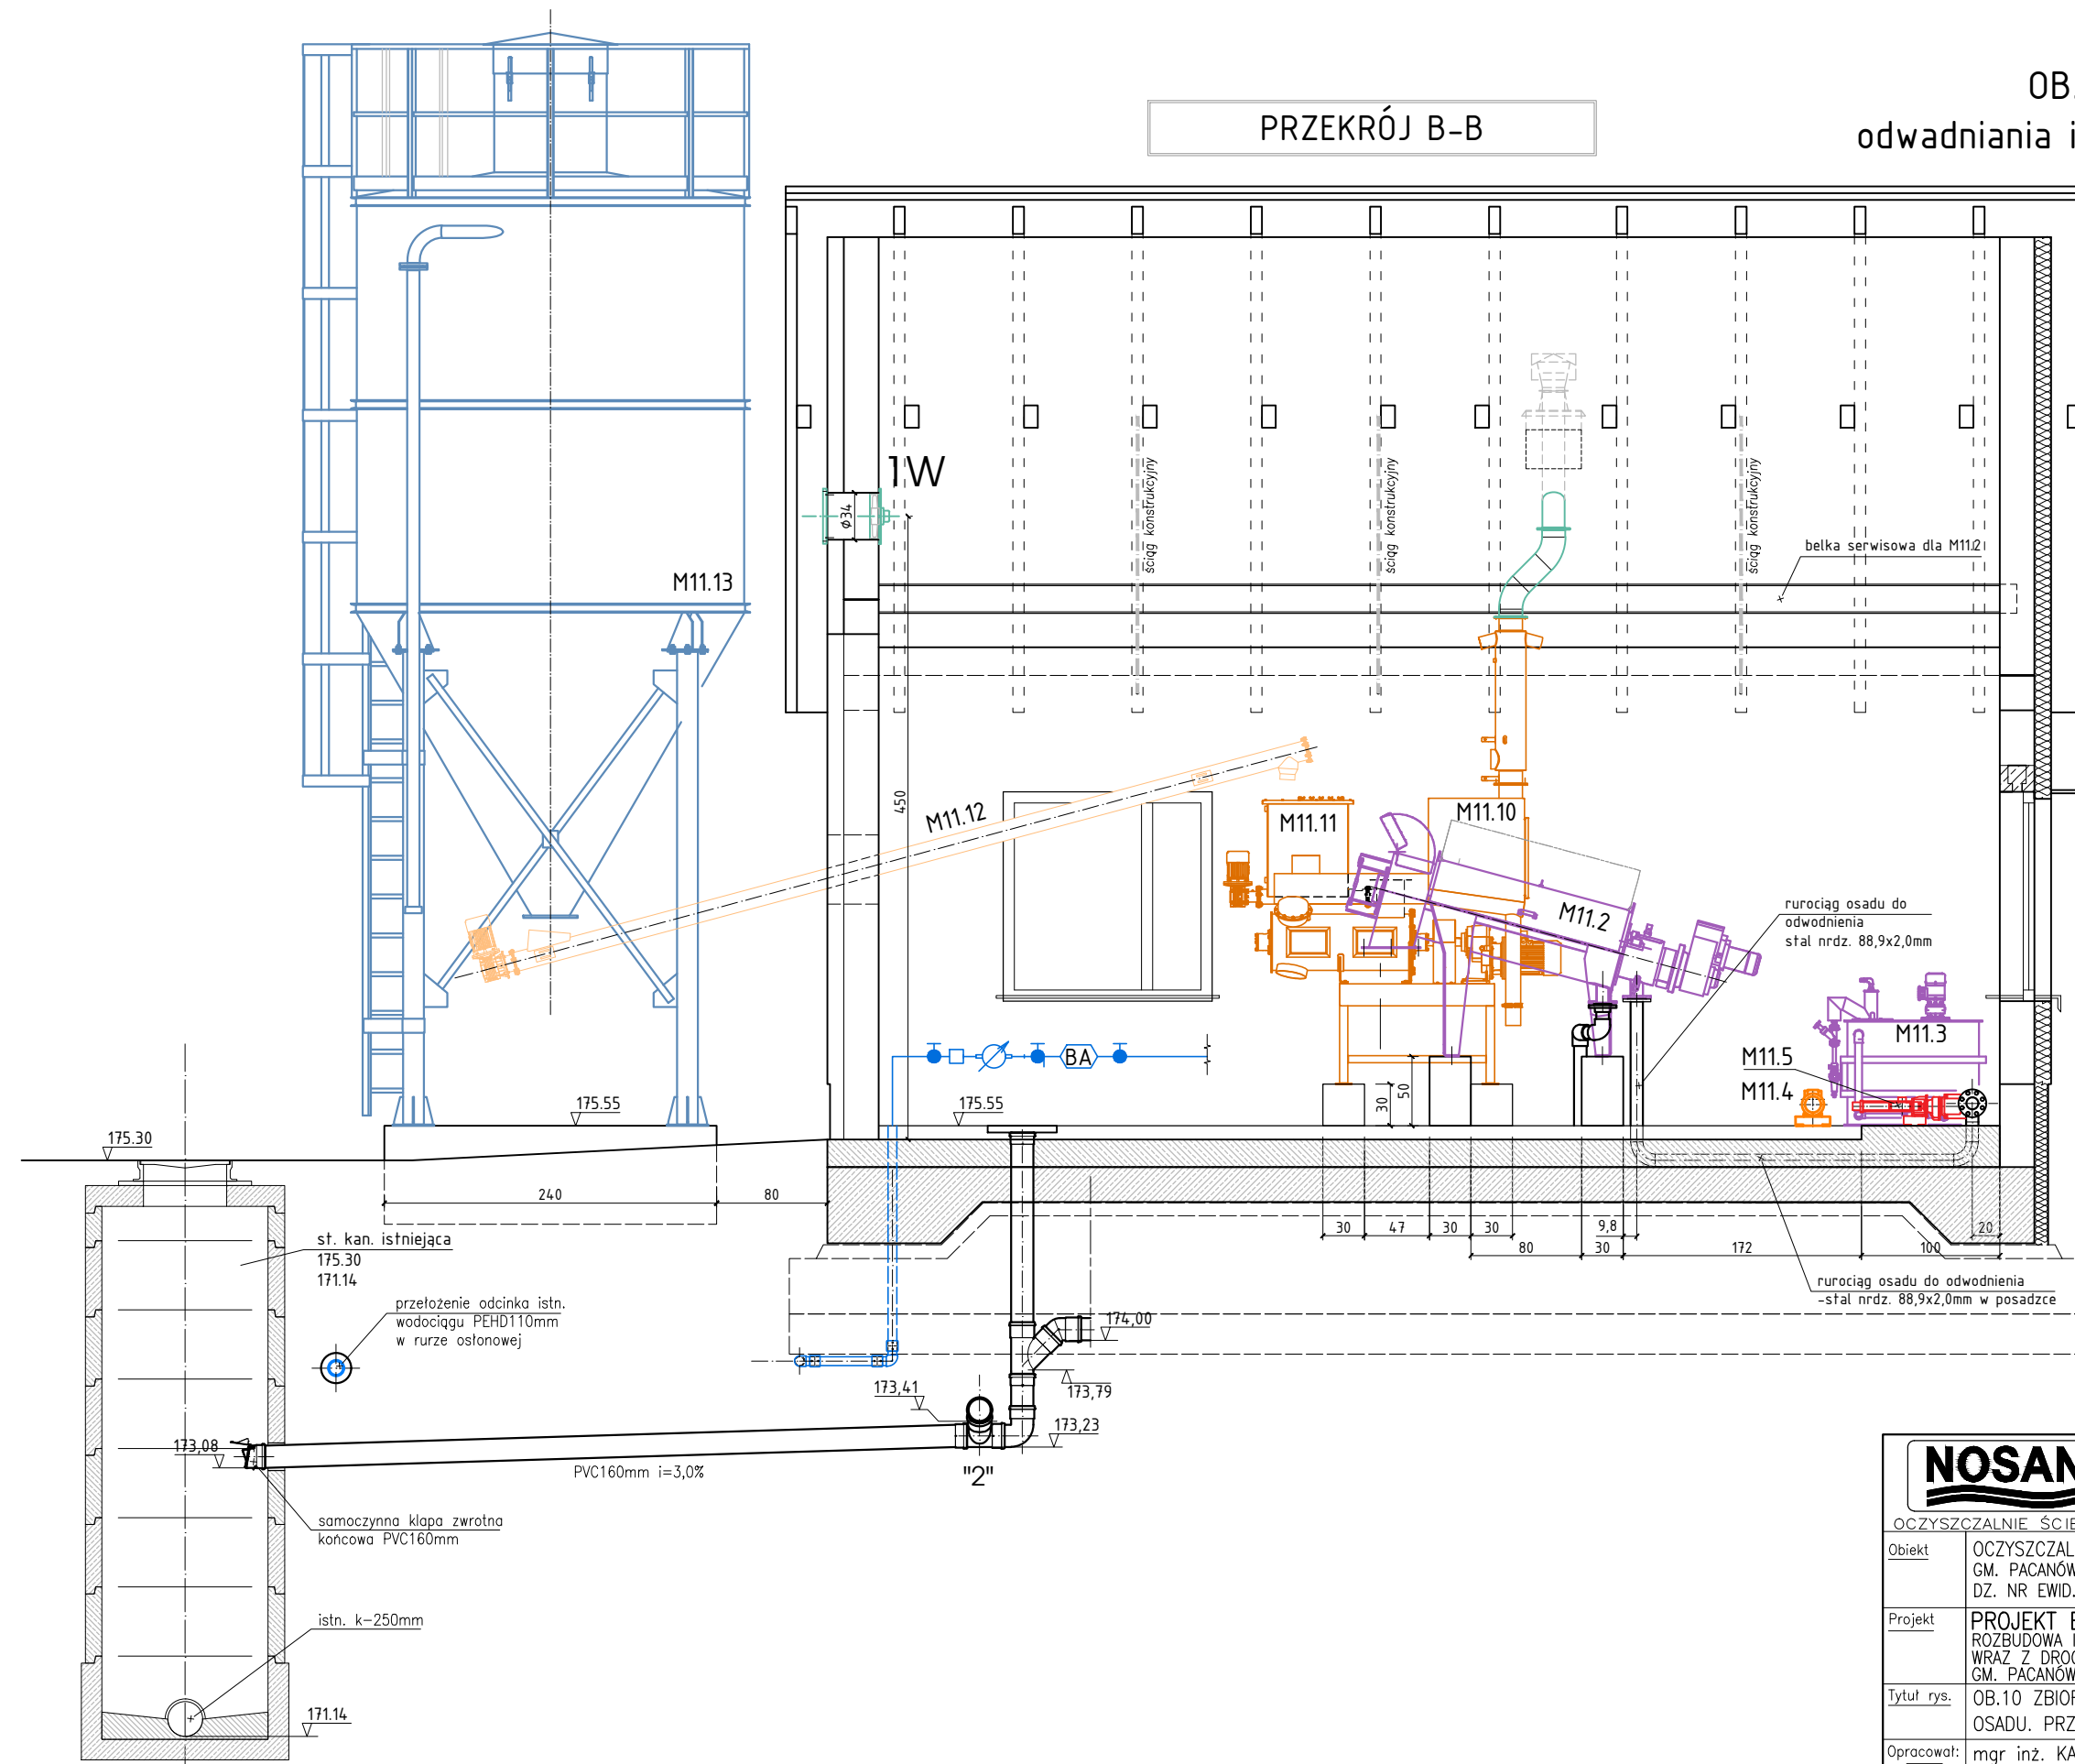 OB.
PRZEKRÓJ B-B
odwadniania i
1W
ø34
ściąg konstrukcyjny
ściąg konstrukcyjny
ściąg konstrukcyjny
belka serwisowa dla M11.2
M11.13
450
M11.12
M11.11
M11.10
M11.2
rurociąg osadu do
odwodnienia
stal nrdz. 88,9x2,0mm
M11.3
M11.5
M11.4
BA
30
50
175.55
175.55
175.30
240
80
30
47
30
30
9,8
20
80
30
172
100
st. kan. istniejąca
175.30
171.14
rurociąg osadu do odwodnienia
-stal nrdz. 88,9x2,0mm w posadzce
przełożenie odcinka istn.
wodociągu PEHD110mm
w rurze osłonowej
174,00
173,79
173,41
173,23
173,08
PVC160mm i=3,0%
"2"
samoczynna klapa zwrotna
końcowa PVC160mm
istn. k-250mm
171.14
NOSAN
OCZYSZCZALNIE ŚCIE
Obiekt
OCZYSZCZAL
GM. PACANÓW
DZ. NR EWID.
Projekt
PROJEKT B
ROZBUDOWA I
WRAZ Z DROG
GM. PACANÓW
Tytuł rys.
OB.10 ZBIOR
OSADU. PRZ
Opracował:
mgr inż. KA